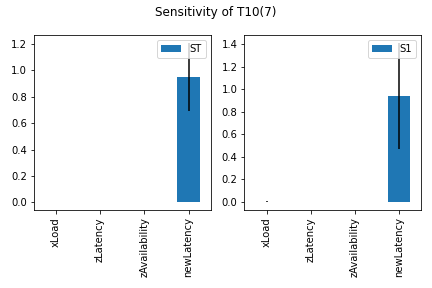 Sensitivity of T10(7)
ST
1.2
1.0
0.8
0.6
0.4
0.2
0.0
xLoad
zLatency
zAvailability
newLatency
S1
1.4
1.2
1.0
0.8
0.6
0.4
0.2
0.0
xLoad
zLatency
zAvailability
newLatency